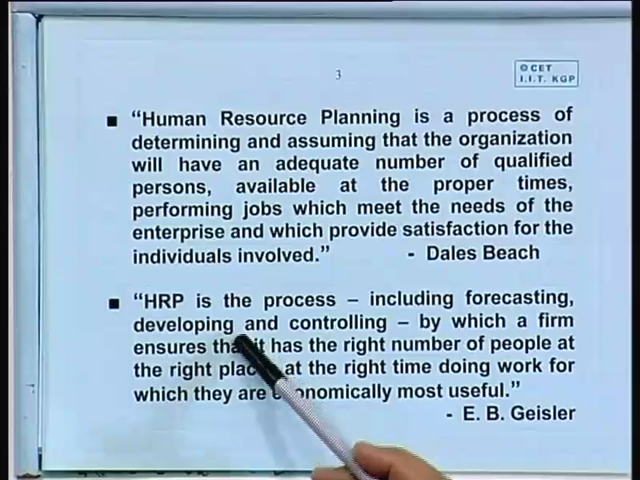 3
© CET
I.I.T. KGP
■ “Human Resource Planning is a process of
determining and assuming that the organization
will have an adequate number of qualified
persons, available at the proper times,
performing jobs which meet the needs of the
enterprise and which provide satisfaction for the
individuals involved.” - Dales Beach
■ “HRP is the process – including forecasting,
developing and controlling – by which a firm
ensures that it has the right number of people at
the right place at the right time doing work for
which they are economically most useful.”
- E. B. Geisler